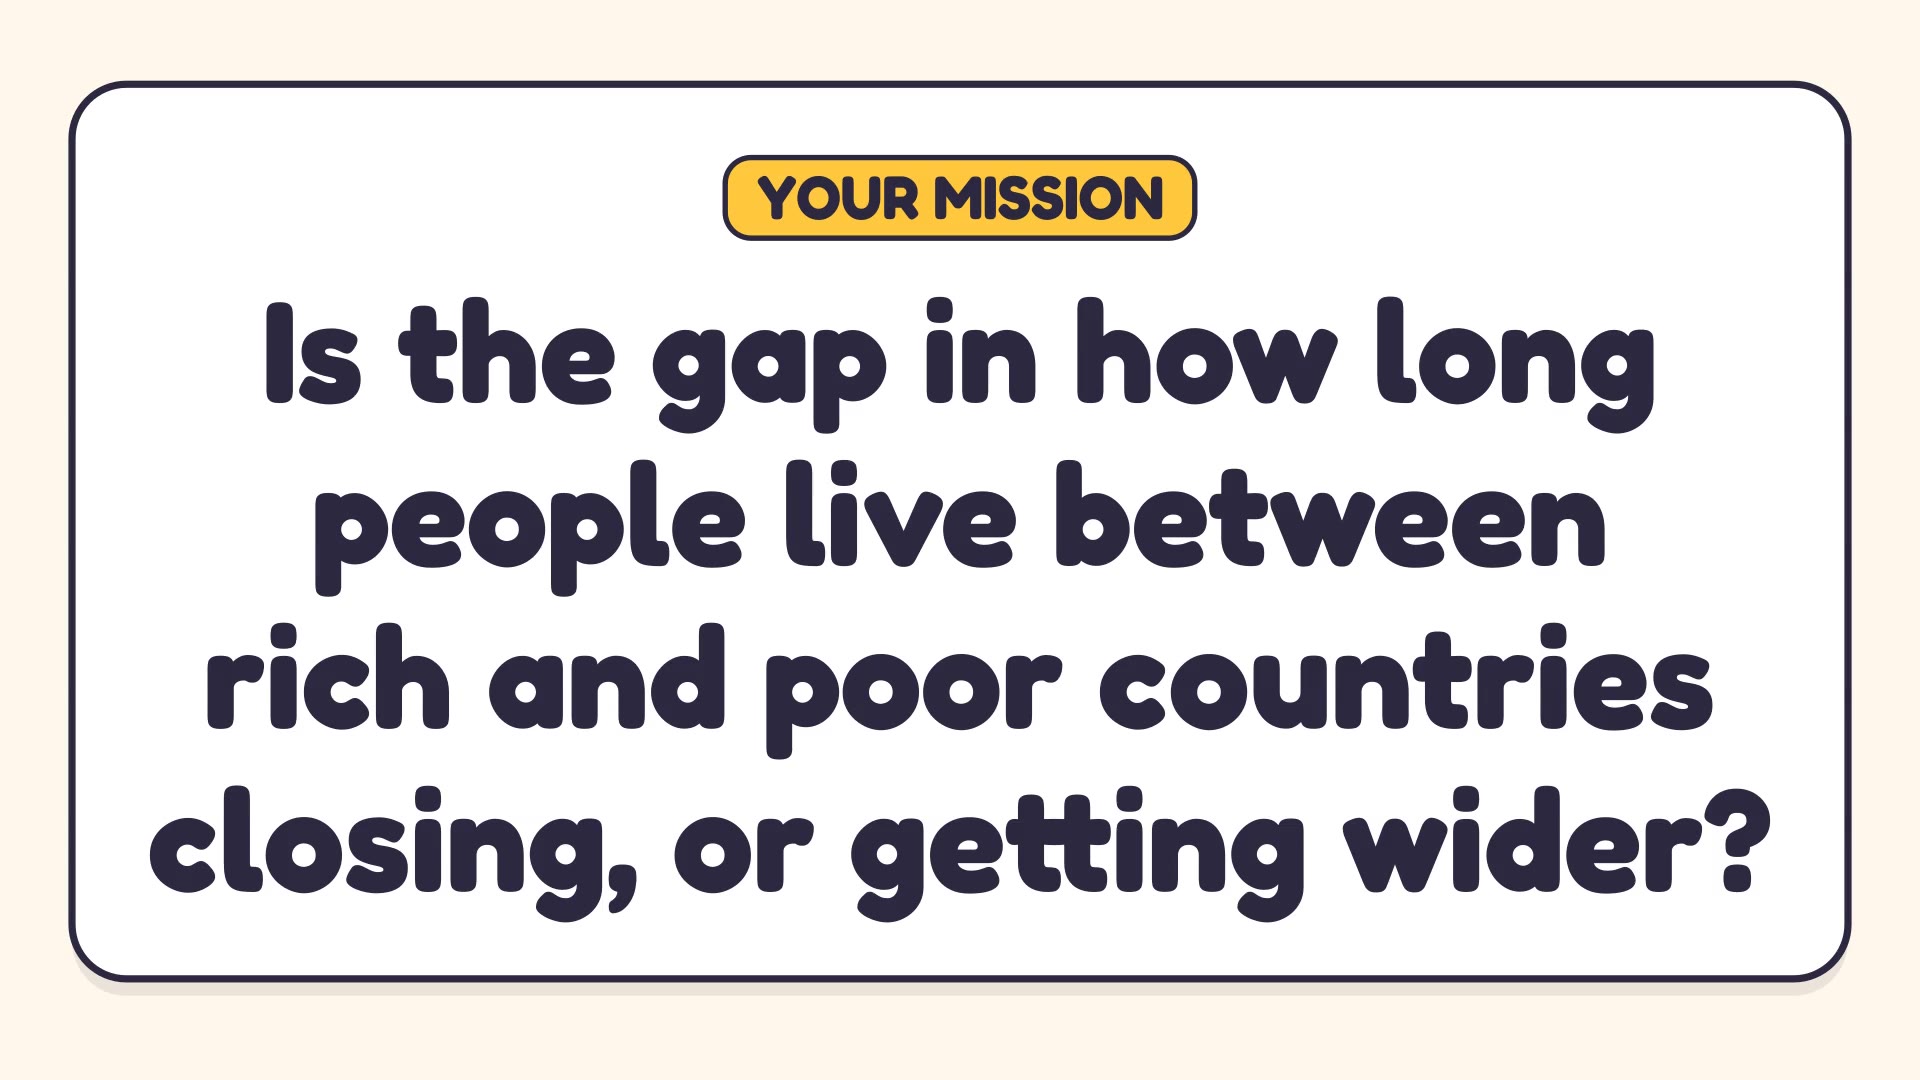 YOUR MISSION
Is the gap in how long
people live between
rich and poor countries
closing, or getting wider?